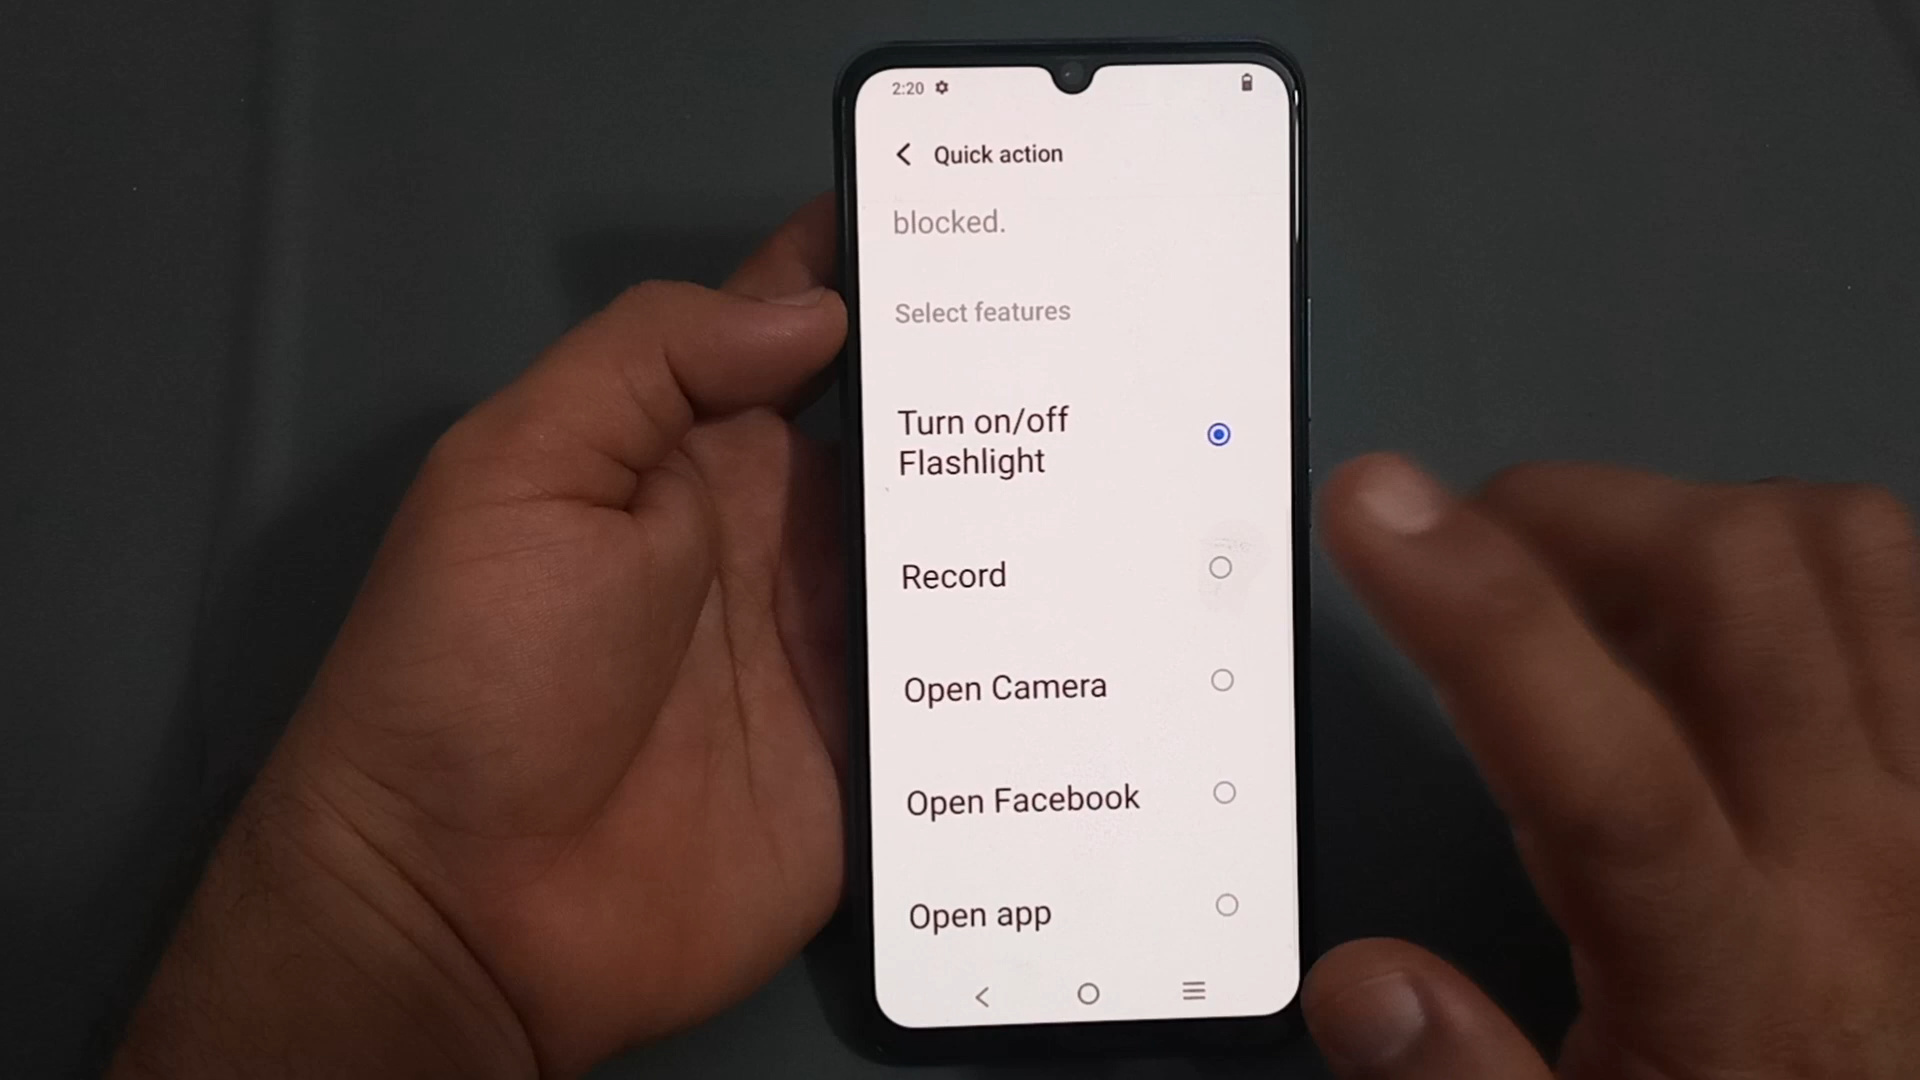 2:20
Quick action
blocked.
Select features
Turn on/off
Flashlight
Record
Open Camera
Open Facebook
Open app